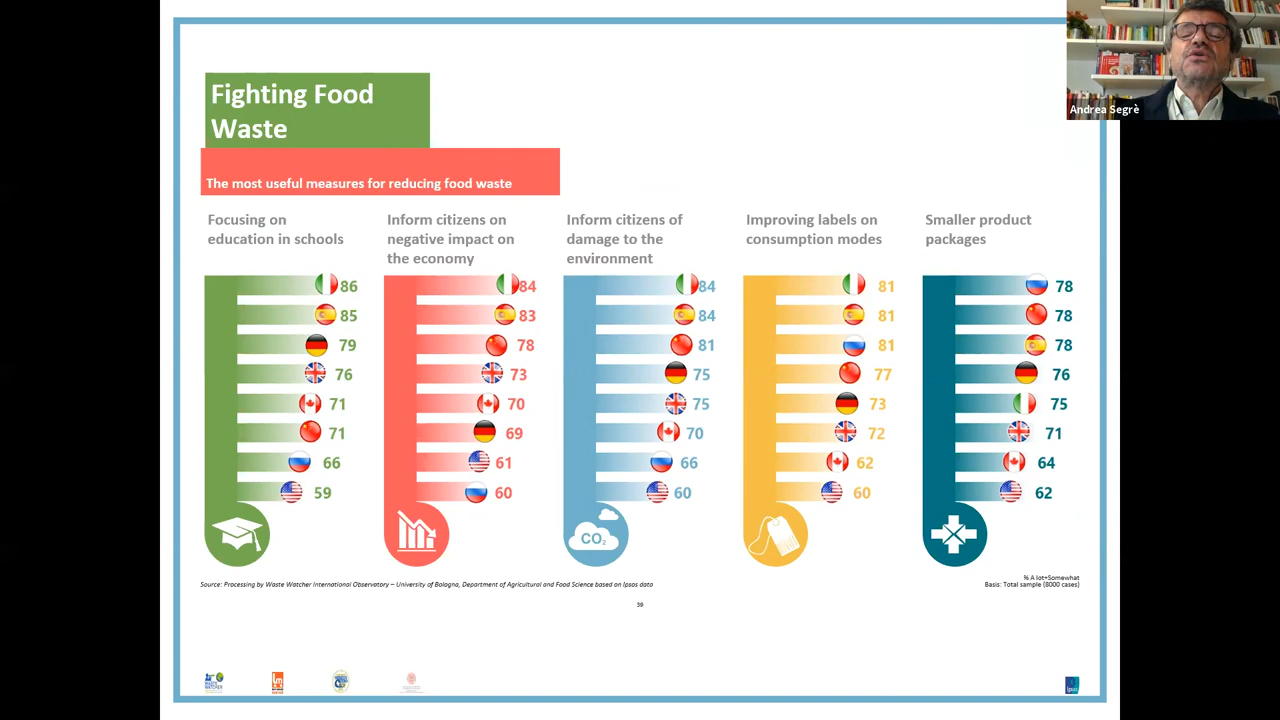 Andrea Segrè
Fighting Food
Waste
The most useful measures for reducing food waste
Focusing on
education in schools
86
85
79
76
71
71
66
59
Inform citizens on
negative impact on
the economy
84
83
78
73
70
69
61
60
Inform citizens of
damage to the
environment
84
84
81
75
75
70
66
60
CO2
Improving labels on
consumption modes
81
81
81
77
73
72
62
60
Smaller product
packages
78
78
78
76
75
71
64
62
Source: Processing by Waste Watcher International Observatory – University of Bologna, Department of Agricultural and Food Science based on Ipsos data
% A lot+Somewhat
Basis: Total sample (8000 cases)
39
WASTE
WATCHER
Ipsos